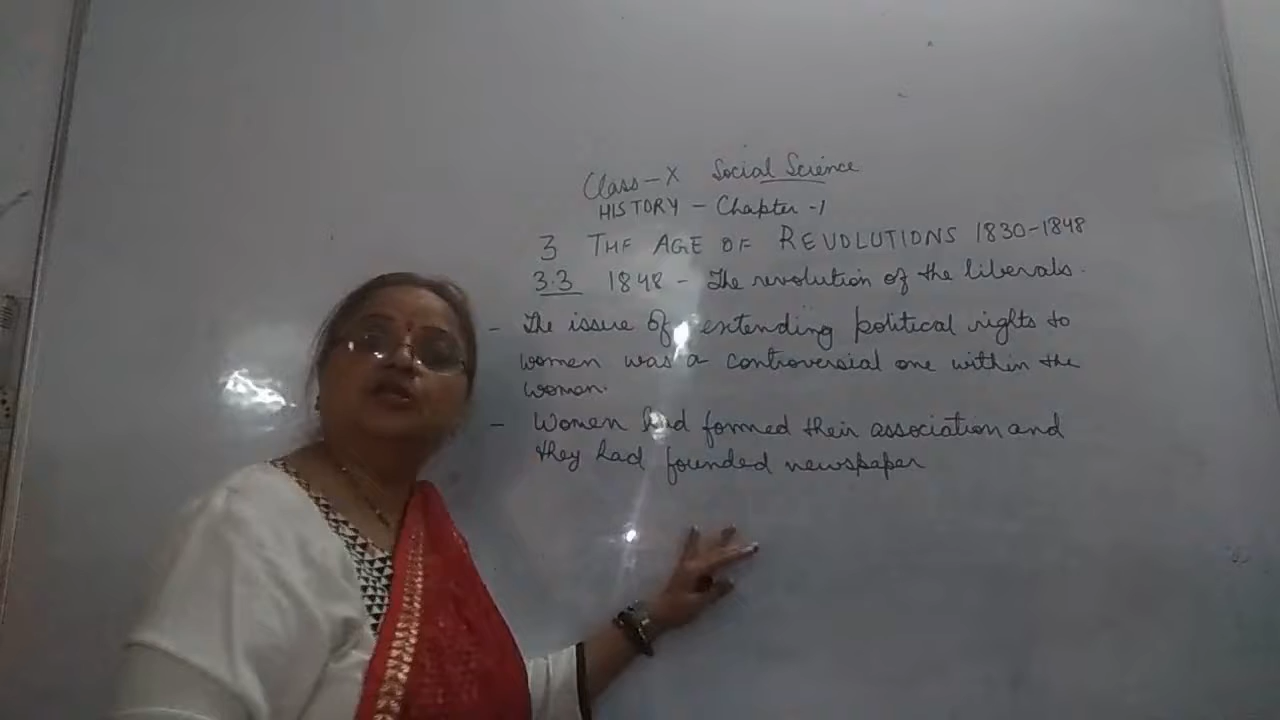 Class-X Social Science
HISTORY - Chapter -1
3 THE AGE OF REVOLUTIONS 1830-1848
3.3 1848 - The revolution of the liberals.
- The issue of extending political rights to
women was a controversial one within the
woman.
- Women had formed their association and
they had founded newspaper